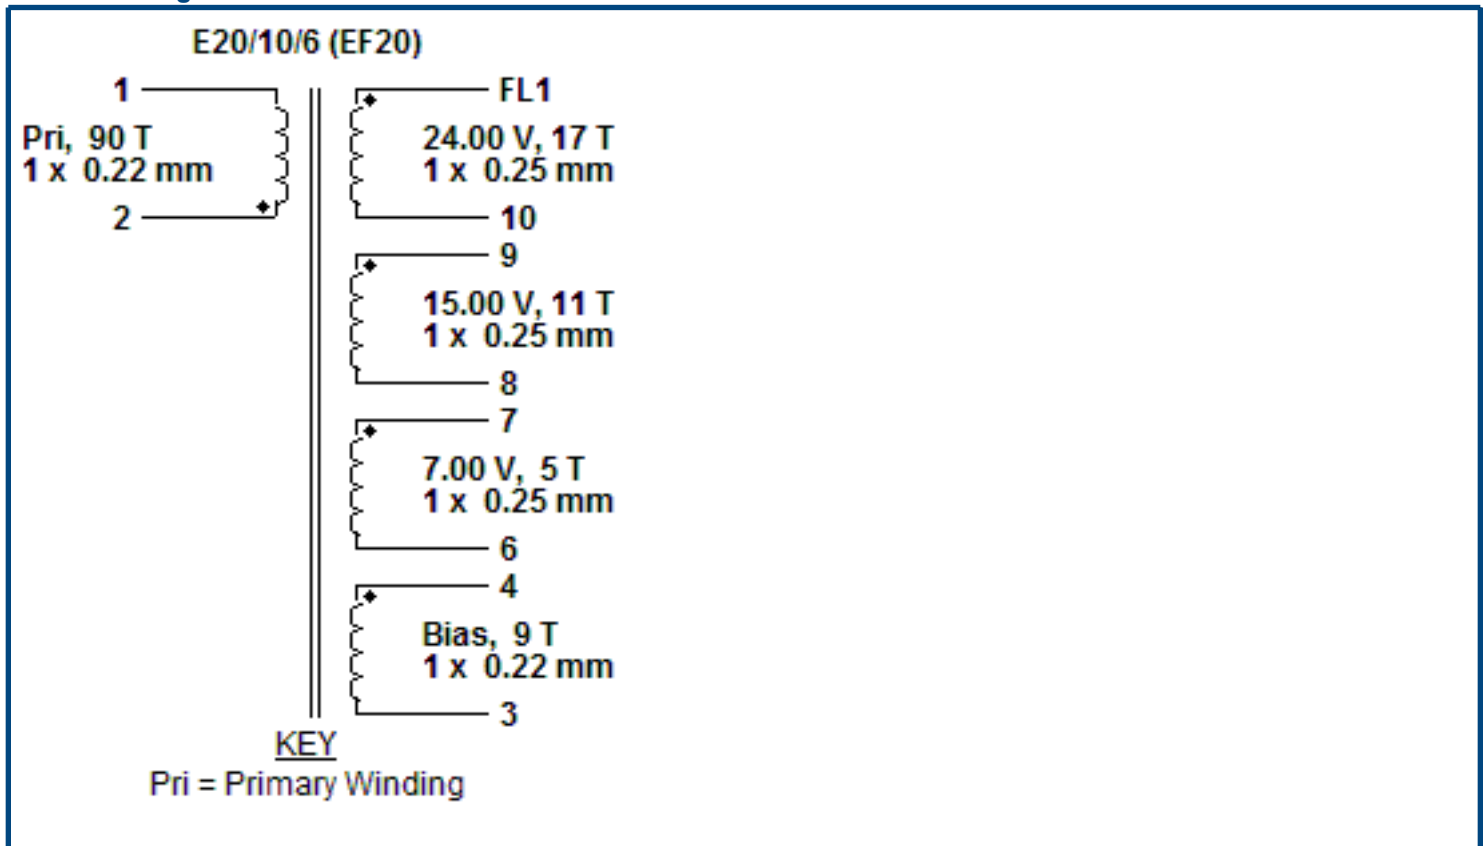 E20/10/6 (EF20)
1
Pri, 90 T
1 x 0.22 mm
2
FL1
24.00 V, 17 T
1 x 0.25 mm
10
9
15.00 V, 11 T
1 x 0.25 mm
8
7
7.00 V, 5 T
1 x 0.25 mm
6
4
Bias, 9 T
1 x 0.22 mm
3
KEY
Pri = Primary Winding